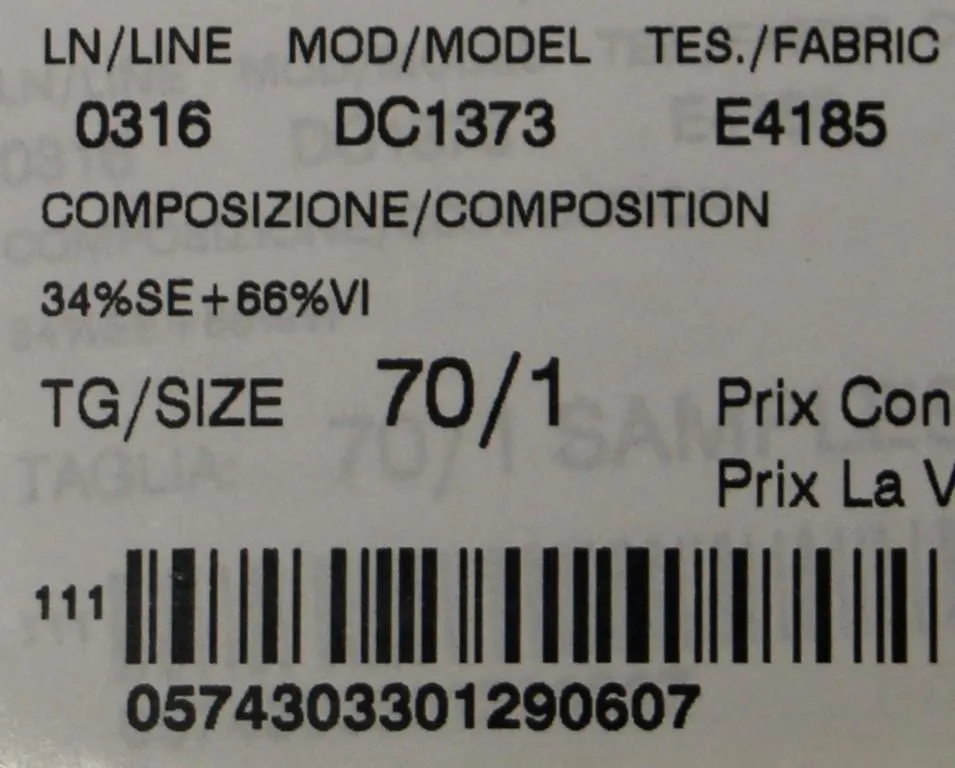 LN/LINE MOD/MODEL TES./FABRIC
0316 DC1373 E4185
COMPOSIZIONE/COMPOSITION
34%SE+66%VI
TG/SIZE 70/1 Prix Con
Prix La V
111
0574303301290607